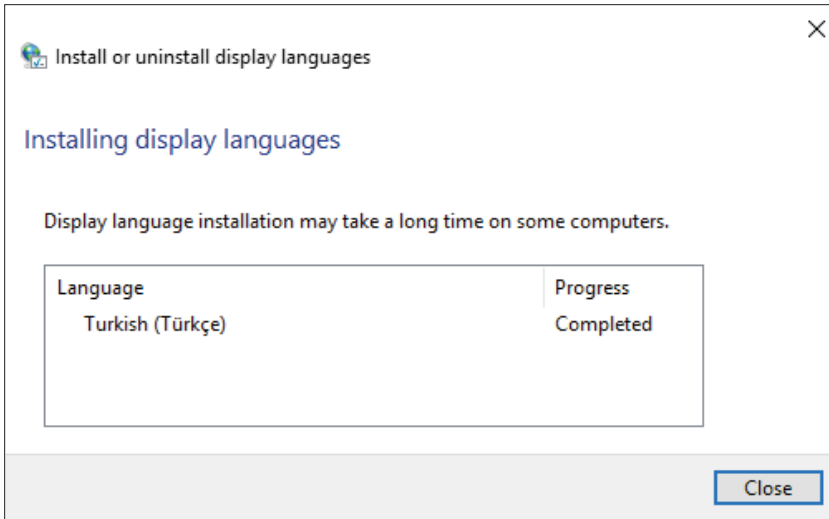 Install or uninstall display languages
Installing display languages
Display language installation may take a long time on some computers.
Language Progress
Turkish (Türkçe) Completed
Close